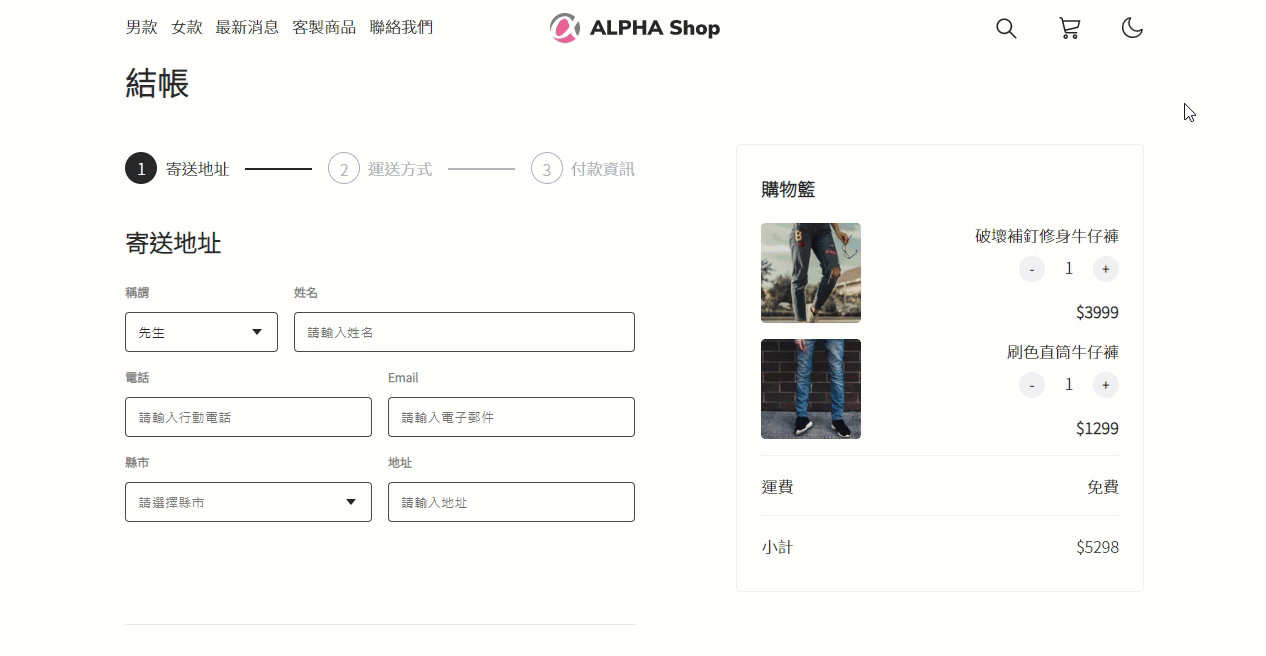 男款 女款 最新消息 客製商品 聯絡我們
ALPHA Shop
結帳
1 寄送地址 2 運送方式 3 付款資訊
寄送地址
稱謂 姓名
先生 請輸入姓名
電話 Email
請輸入行動電話 請輸入電子郵件
縣市 地址
請選擇縣市 請輸入地址
購物籃
破壞補釘修身牛仔褲
- 1 +
$3999
刷色直筒牛仔褲
- 1 +
$1299
運費 免費
小計 $5298